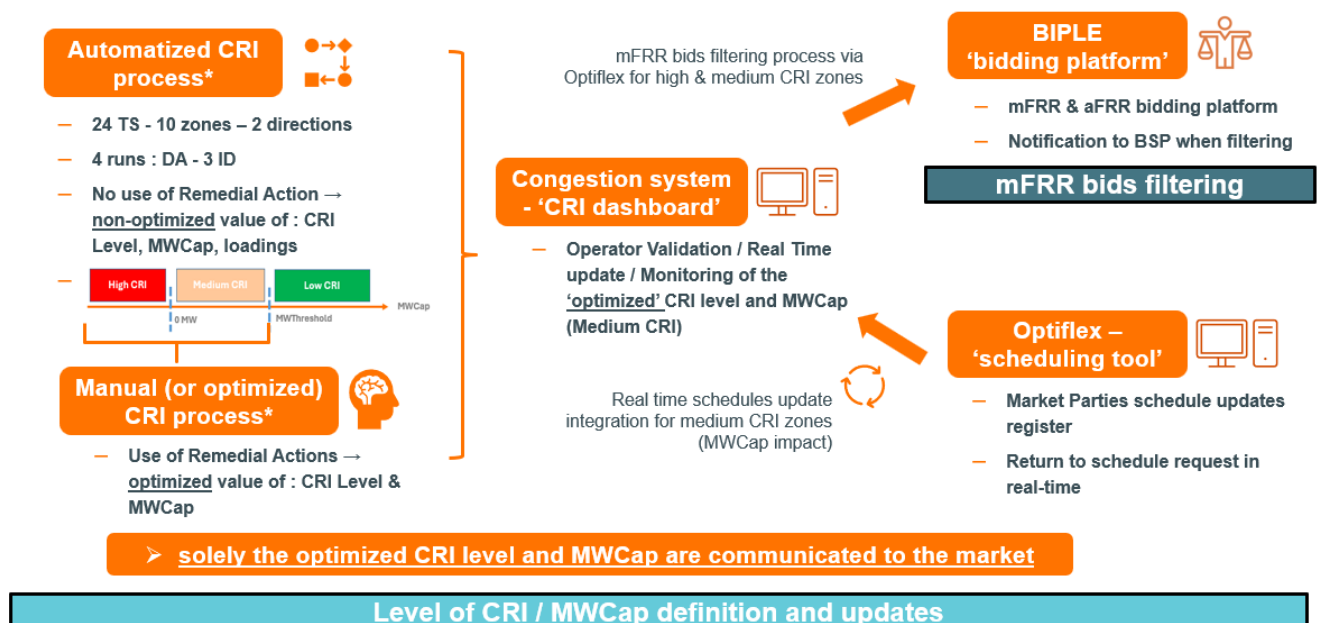 Automatized CRI
process*
— 24 TS - 10 zones – 2 directions
— 4 runs : DA - 3 ID
— No use of Remedial Action →
non-optimized value of : CRI
Level, MWCap, loadings
—
High CRI
Medium CRI
Low CRI
MWCap
0 MW
MWThreshold
Manual (or optimized)
CRI process*
— Use of Remedial Actions →
optimized value of : CRI Level &
MWCap
mFRR bids filtering process via
Optiflex for high & medium CRI zones
Congestion system
- ‘CRI dashboard’
— Operator Validation / Real Time
update / Monitoring of the
‘optimized’ CRI level and MWCap
(Medium CRI)
Real time schedules update
integration for medium CRI zones
(MWCap impact)
BIPLE
‘bidding platform’
— mFRR & aFRR bidding platform
— Notification to BSP when filtering
mFRR bids filtering
Optiflex –
‘scheduling tool’
— Market Parties schedule updates
register
— Return to schedule request in
real-time
➢ solely the optimized CRI level and MWCap are communicated to the market
Level of CRI / MWCap definition and updates